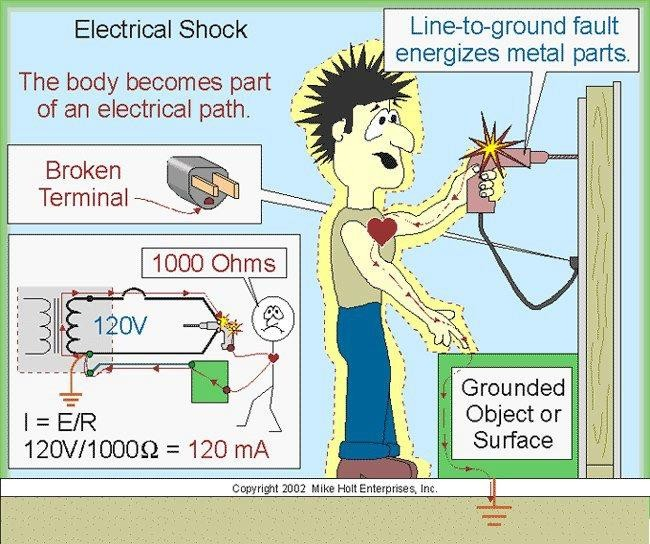 Electrical Shock
The body becomes part
of an electrical path.
Line-to-ground fault
energizes metal parts.
Broken
Terminal
1000 Ohms
120V
I = E/R
120V/1000Ω = 120 mA
Grounded
Object or
Surface
Copyright 2002 Mike Holt Enterprises, Inc.